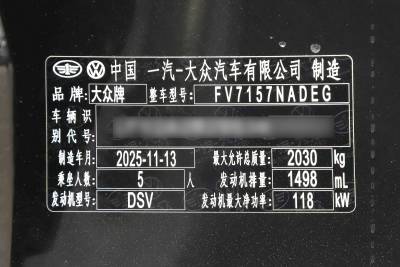 中国 一汽-大众汽车有限公司 制造
品牌: 大众牌 整车型号: FV7157NADEG
车辆识别代号:
制造年月 2025-11-13 最大允许总质量 2030 kg
乘坐人数 5 人 发动机排量 1498 mL
发动机型号 DSV 发动机最大净功率 118 kW